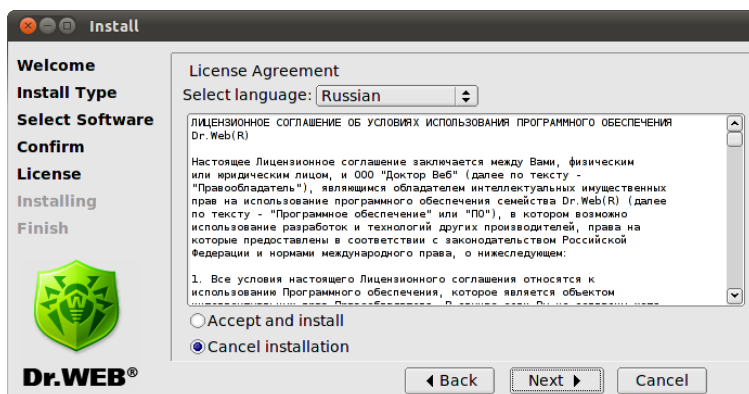 Install
Welcome
Install Type
Select Software
Confirm
License
Installing
Finish
Dr.WEB®
License Agreement
Select language: Russian
ЛИЦЕНЗИОННОЕ СОГЛАШЕНИЕ ОБ УСЛОВИЯХ ИСПОЛЬЗОВАНИЯ ПРОГРАММНОГО ОБЕСПЕЧЕНИЯ
Dr.Web(R)
Настоящее Лицензионное соглашение заключается между Вами, физическим
или юридическим лицом, и ООО "Доктор Веб" (далее по тексту -
"Правообладатель"), являющимся обладателем интеллектуальных имущественных
прав на использование программного обеспечения семейства Dr.Web(R) (далее
по тексту - "Программное обеспечение" или "ПО"), в котором возможно
использование разработок и технологий других производителей, права на
которые предоставлены в соответствии с законодательством Российской
Федерации и нормами международного права, о нижеследующем:
1. Все условия настоящего Лицензионного соглашения относятся к
использованию Программного обеспечения, которое является объектом
Accept and install
Cancel installation
Back
Next
Cancel